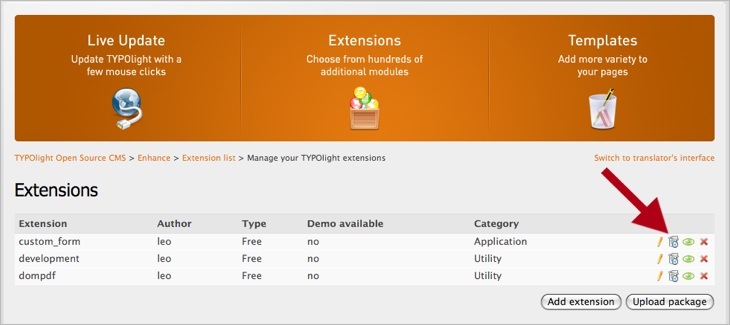 Live Update
Update TYPOlight with a
few mouse clicks
Extensions
Choose from hundreds of
additional modules
Templates
Add more variety to
your pages
TYPOlight Open Source CMS > Enhance > Extension list > Manage your TYPOlight extensions
Switch to translator's interface
Extensions
Extension Author Type Demo available Category
custom_form leo Free no Application
development leo Free no Utility
dompdf leo Free no Utility
Add extension Upload package